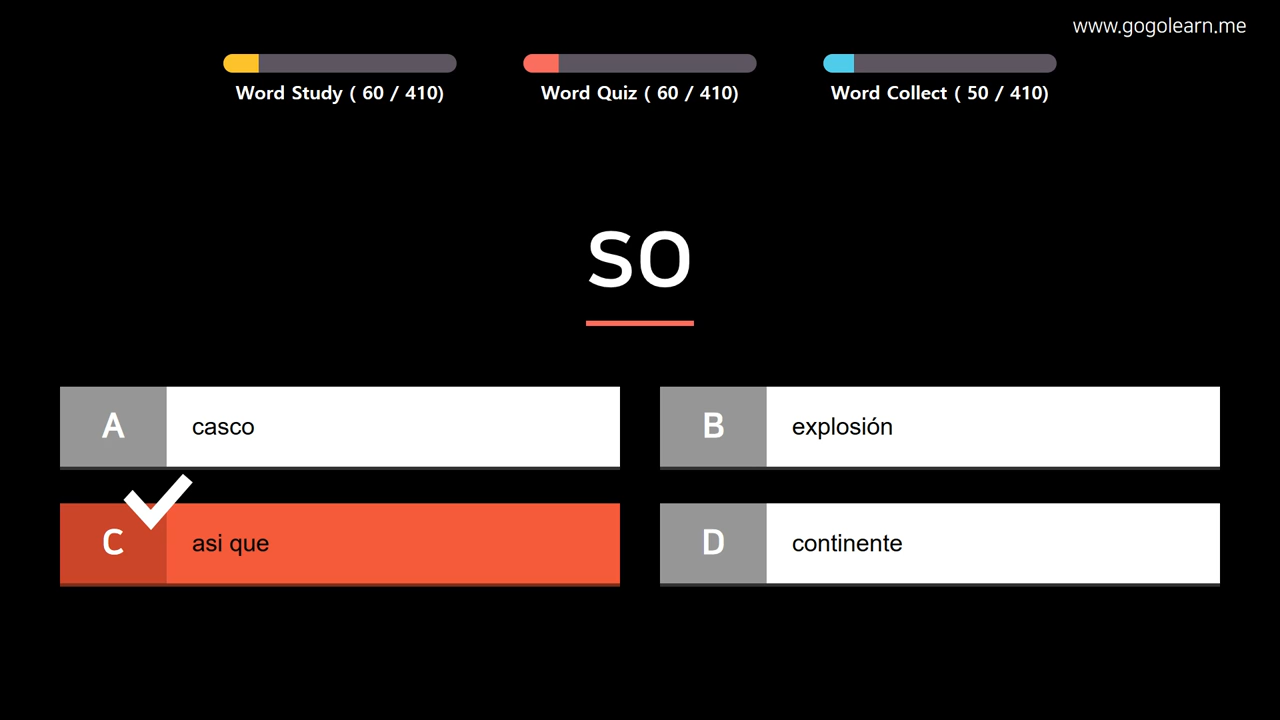 www.gogolearn.me
Word Study ( 60 / 410)
Word Quiz ( 60 / 410)
Word Collect ( 50 / 410)
so
A casco
B explosión
C asi que
D continente